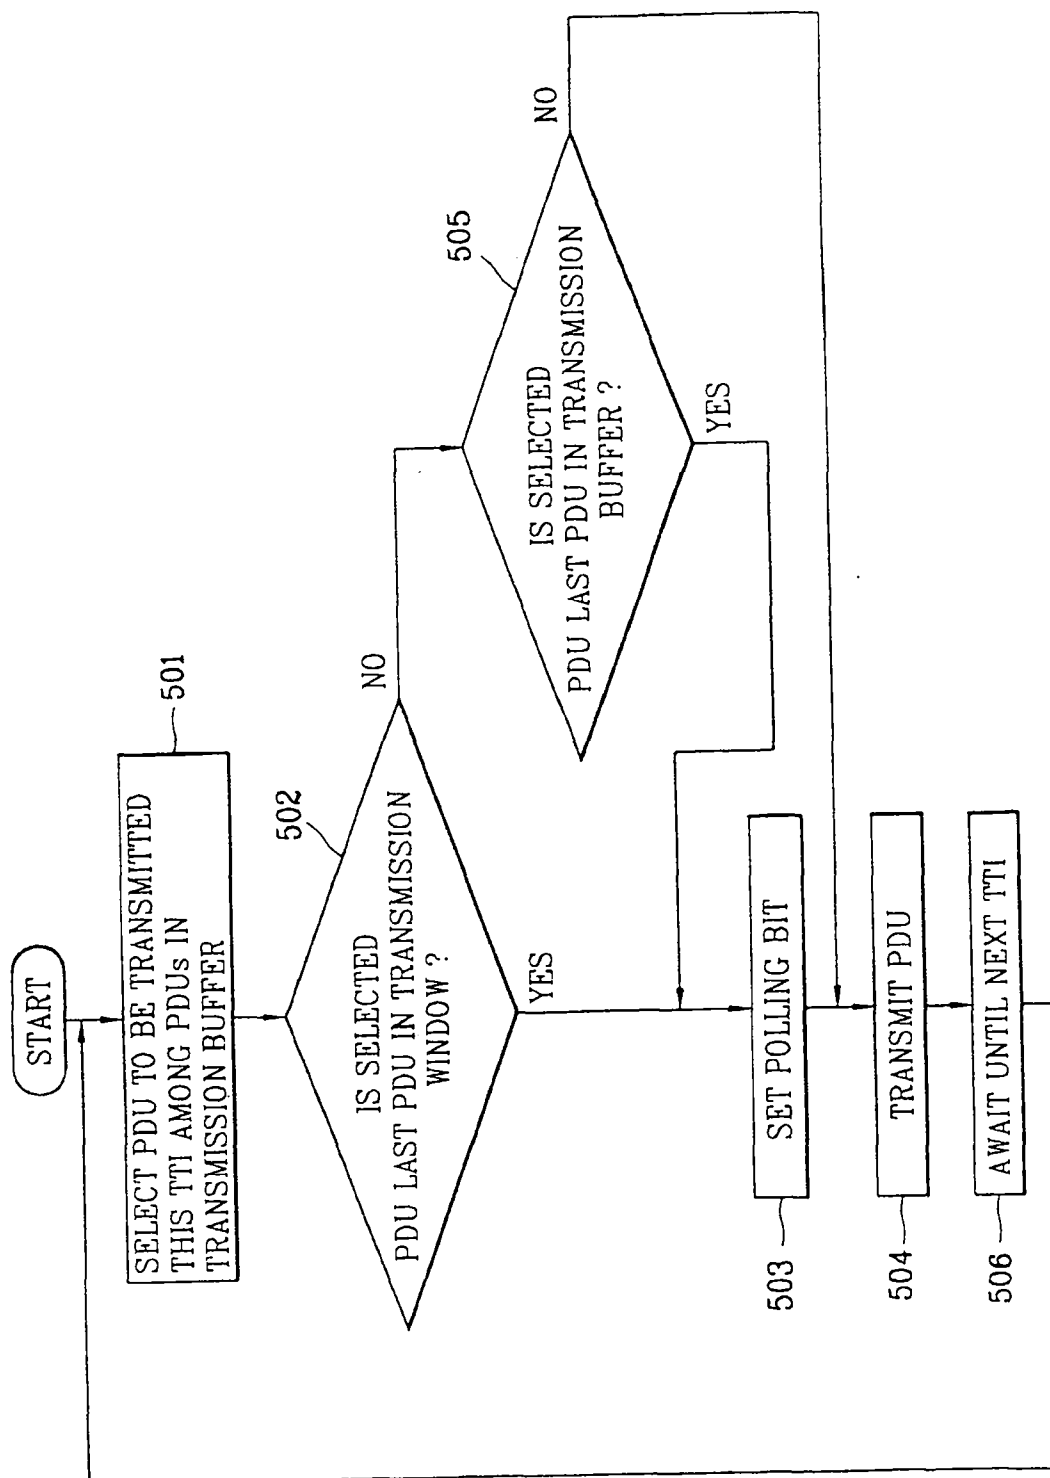 START
SELECT PDU TO BE TRANSMITTED
THIS TTI AMONG PDUs IN
TRANSMISSION BUFFER
501
IS SELECTED
PDU LAST PDU IN TRANSMISSION
WINDOW ?
502
NO
YES
IS SELECTED
PDU LAST PDU IN TRANSMISSION
BUFFER ?
505
NO
YES
503
SET POLLING BIT
504
TRANSMIT PDU
506
AWAIT UNTIL NEXT TTI